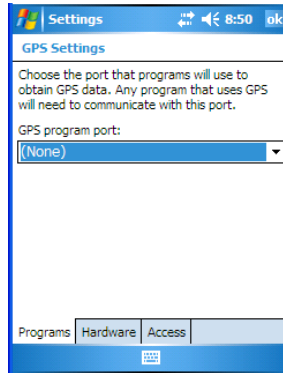 Settings 8:50 ok
GPS Settings
Choose the port that programs will use to
obtain GPS data. Any program that uses GPS
will need to communicate with this port.
GPS program port:
(None)
Programs Hardware Access